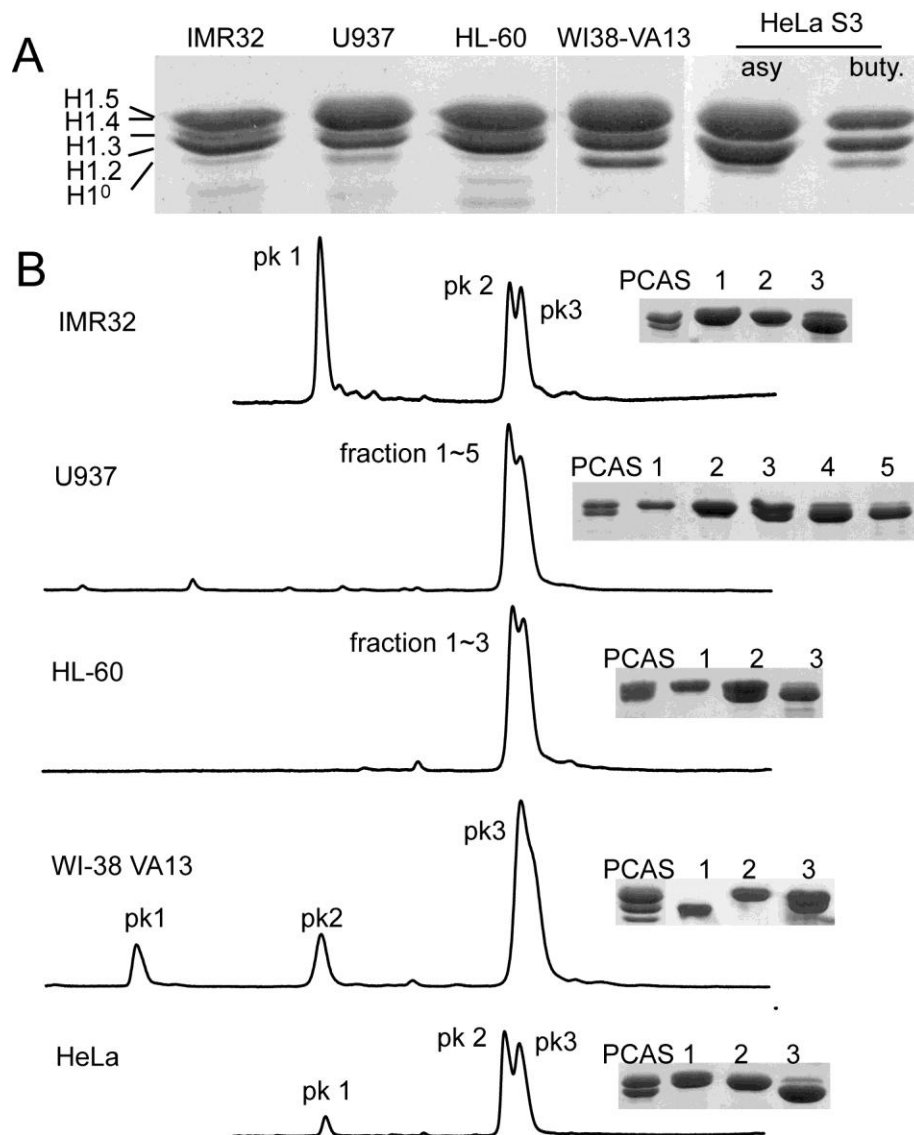 A
IMR32 U937 HL-60 WI38-VA13 HeLa S3
asy buty.
H1.5
H1.4
H1.3
H1.2
H1⁰
B
pk 1
pk 2
pk3
IMR32
PCAS 1 2 3
fraction 1~5
U937
PCAS 1 2 3 4 5
fraction 1~3
HL-60
PCAS 1 2 3
pk3
WI-38 VA13
PCAS 1 2 3
pk1 pk2
pk 2 pk3
HeLa
PCAS 1 2 3
pk 1